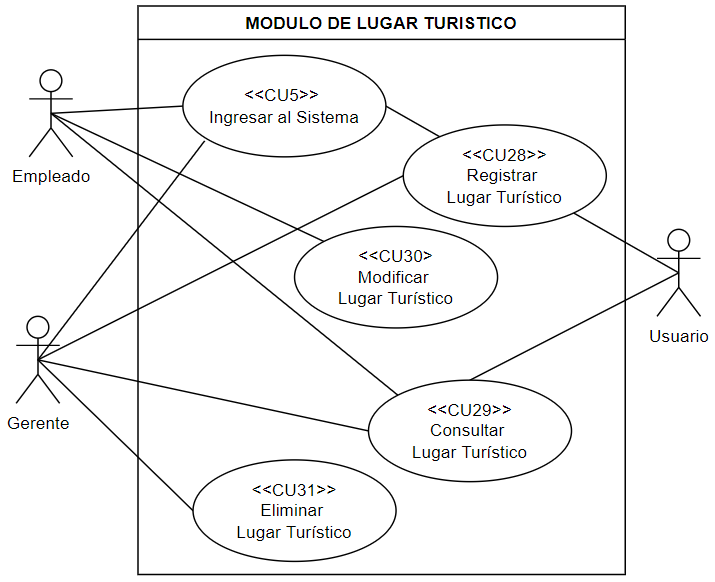 MODULO DE LUGAR TURISTICO
<<CU5>>
Ingresar al Sistema
Empleado
<<CU28>>
Registrar
Lugar Turístico
<<CU30>
Modificar
Lugar Turístico
Usuario
Gerente
<<CU29>>
Consultar
Lugar Turístico
<<CU31>>
Eliminar
Lugar Turístico